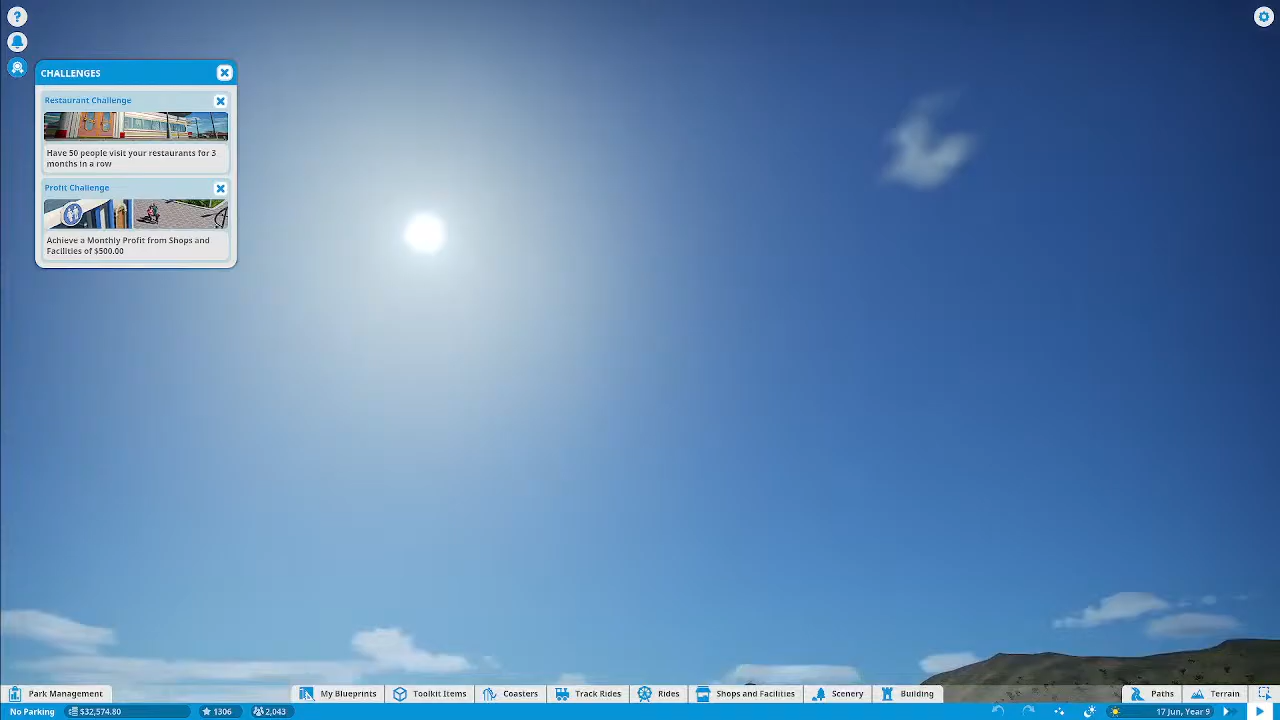 ?
CHALLENGES
Restaurant Challenge
Have 50 people visit your restaurants for 3
months in a row
Profit Challenge
Achieve a Monthly Profit from Shops and
Facilities of $500.00
Park Management
My Blueprints
Toolkit Items
Coasters
Track Rides
Rides
Shops and Facilities
Scenery
Building
Paths
Terrain
No Parking
$32,574.80
1306
2,043
17 Jun, Year 9